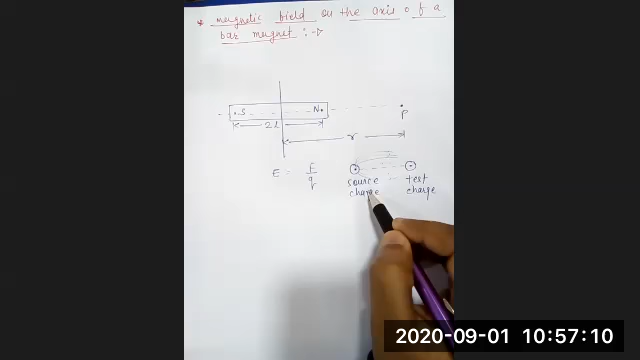 * magnetic field on the axis of a
bar magnet :-
S N
2l
r
P
E = F
q
source test
charge charge
2020-09-01 10:57:10